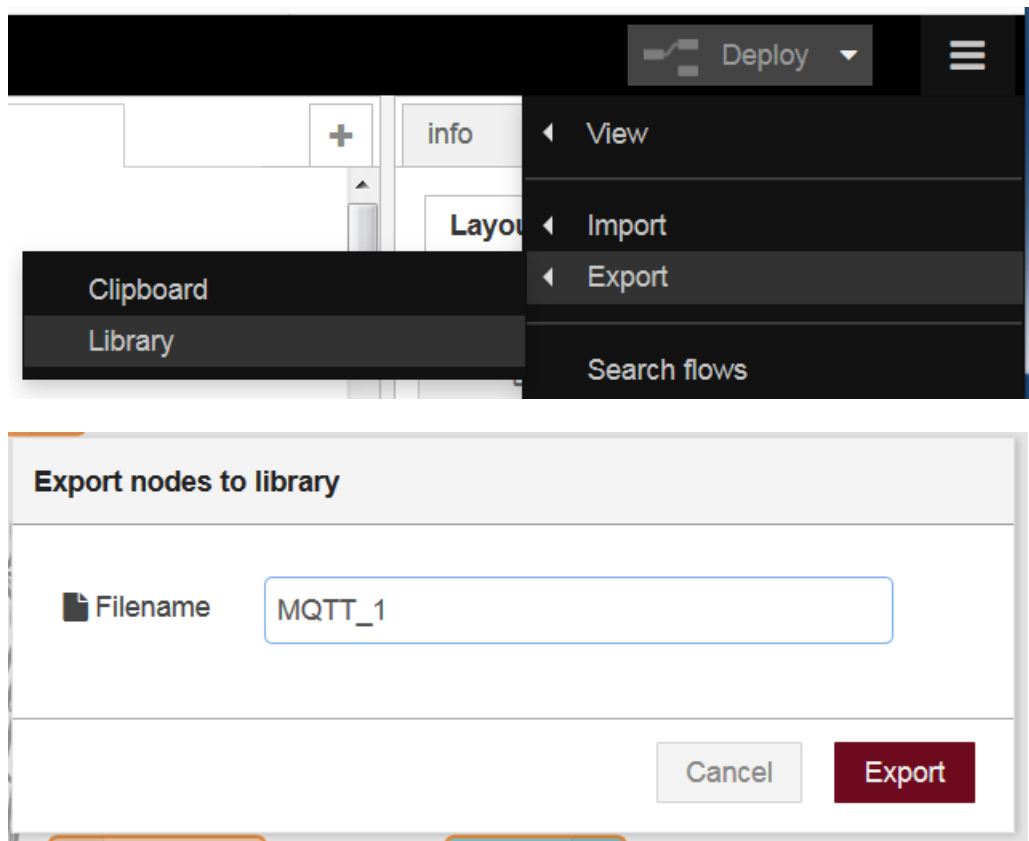 Deploy
info
View
Layou
Import
Clipboard
Export
Library
Search flows
Export nodes to library
Filename
MQTT_1
Cancel
Export